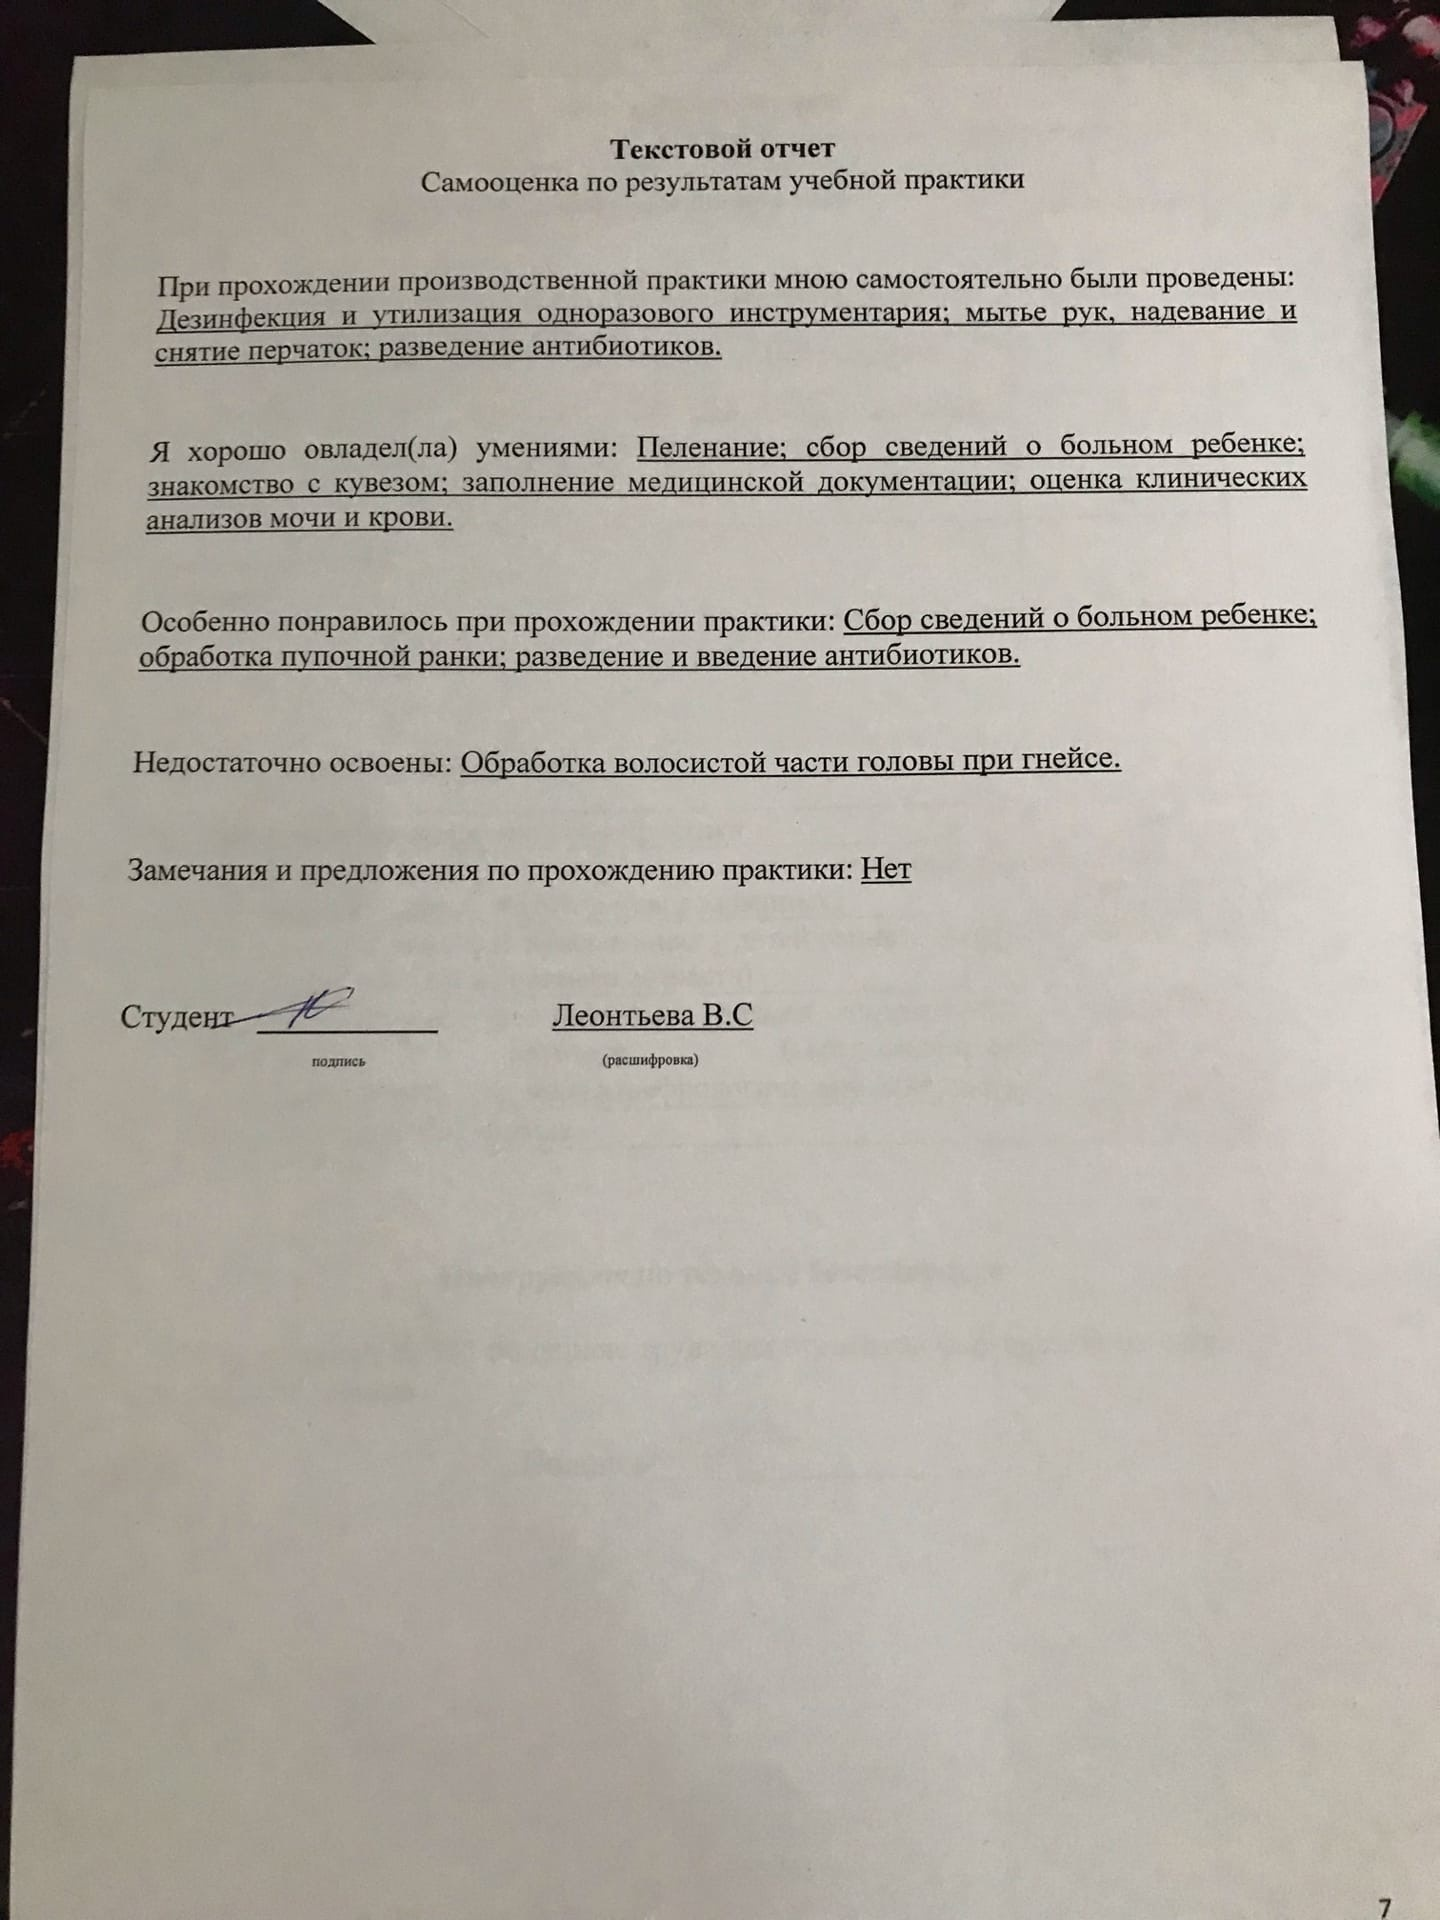 Текстовой отчет
Самооценка по результатам учебной практики
При прохождении производственной практики мною самостоятельно были проведены:
Дезинфекция и утилизация одноразового инструментария; мытье рук, надевание и
снятие перчаток; разведение антибиотиков.
Я хорошо овладел(ла) умениями: Пеленание; сбор сведений о больном ребенке;
знакомство с кувезом; заполнение медицинской документации; оценка клинических
анализов мочи и крови.
Особенно понравилось при прохождении практики: Сбор сведений о больном ребенке;
обработка пупочной ранки; разведение и введение антибиотиков.
Недостаточно освоены: Обработка волосистой части головы при гнейсе.
Замечания и предложения по прохождению практики: Нет
Студент Леонтьева В.С
подпись (расшифровка)
7